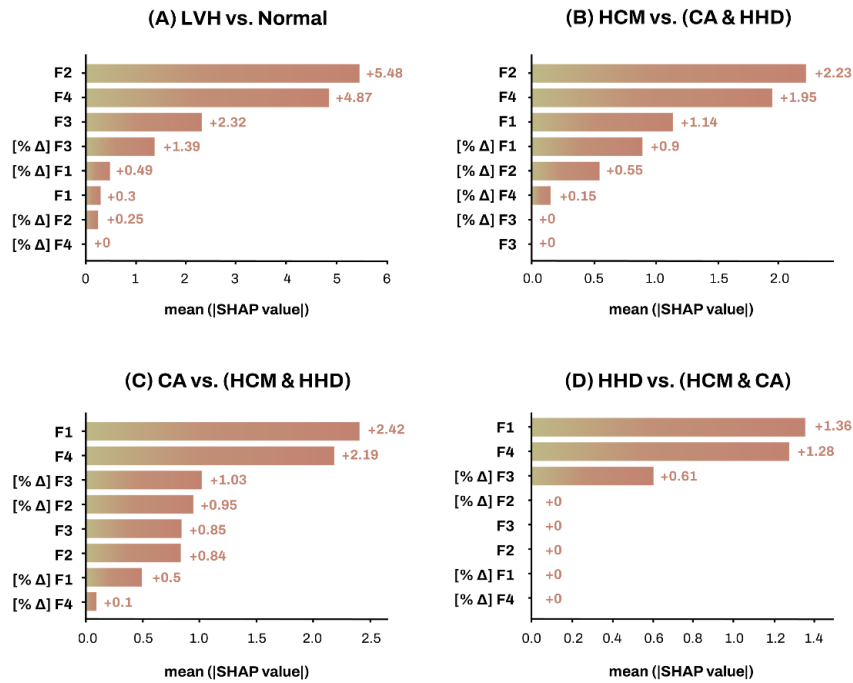 (A) LVH vs. Normal
F2 +5.48
F4 +4.87
F3 +2.32
[% Δ] F3 +1.39
[% Δ] F1 +0.49
F1 +0.3
[% Δ] F2 +0.25
[% Δ] F4 +0
0 1 2 3 4 5 6
mean (|SHAP value|)
(B) HCM vs. (CA & HHD)
F2 +2.23
F4 +1.95
F1 +1.14
[% Δ] F1 +0.9
[% Δ] F2 +0.55
[% Δ] F4 +0.15
[% Δ] F3 +0
F3 +0
0.0 0.5 1.0 1.5 2.0
mean (|SHAP value|)
(C) CA vs. (HCM & HHD)
F1 +2.42
F4 +2.19
[% Δ] F3 +1.03
[% Δ] F2 +0.95
F3 +0.85
F2 +0.84
[% Δ] F1 +0.5
[% Δ] F4 +0.1
0.0 0.5 1.0 1.5 2.0 2.5
mean (|SHAP value|)
(D) HHD vs. (HCM & CA)
F1 +1.36
F4 +1.28
[% Δ] F3 +0.61
[% Δ] F2 +0
F3 +0
F2 +0
[% Δ] F1 +0
[% Δ] F4 +0
0.0 0.2 0.4 0.6 0.8 1.0 1.2 1.4
mean (|SHAP value|)